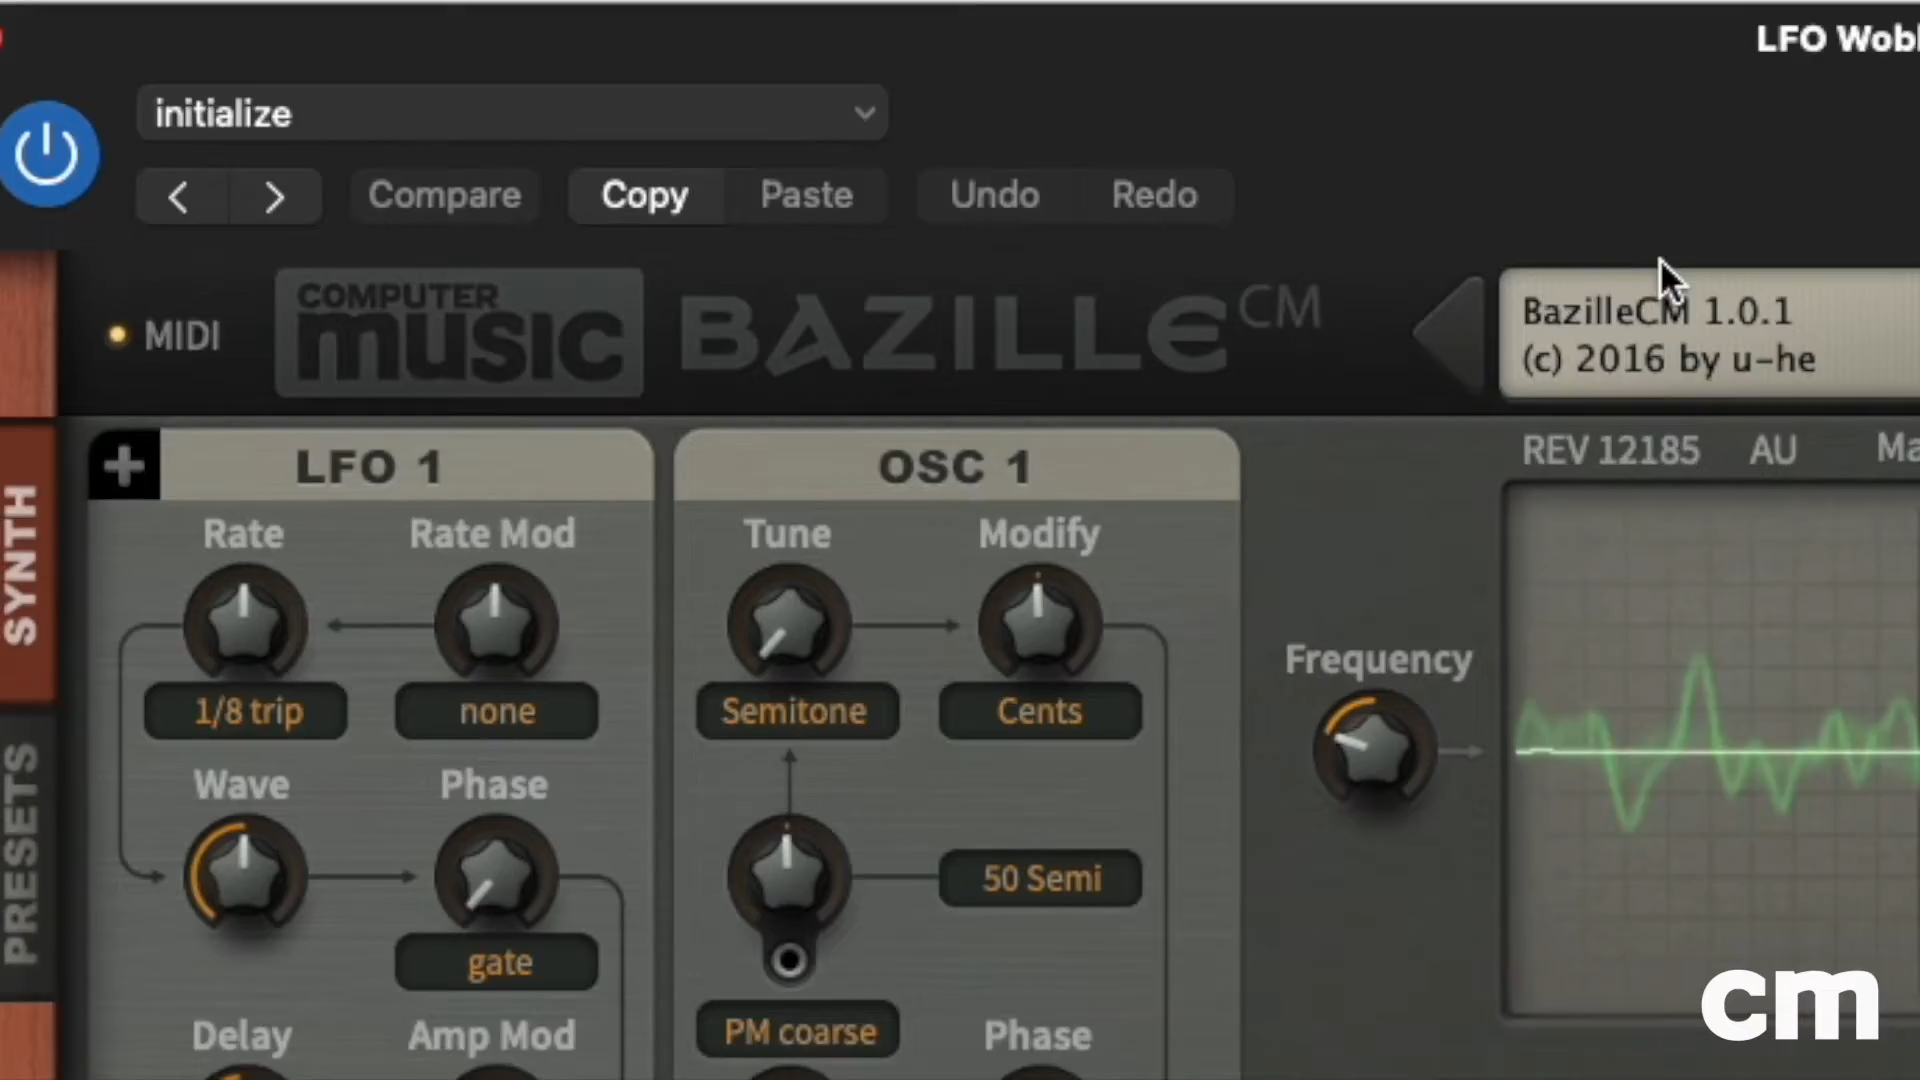 LFO Wobb
initialize
Compare
Copy
Paste
Undo
Redo
MIDI
COMPUTER
music
BAZILLE CM
BazilleCM 1.0.1
(c) 2016 by u-he
REV 12185 AU
SYNTH
PRESETS
LFO 1
Rate
Rate Mod
1/8 trip
none
Wave
Phase
gate
Delay
Amp Mod
OSC 1
Tune
Modify
Semitone
Cents
50 Semi
PM coarse
Phase
Frequency
cm